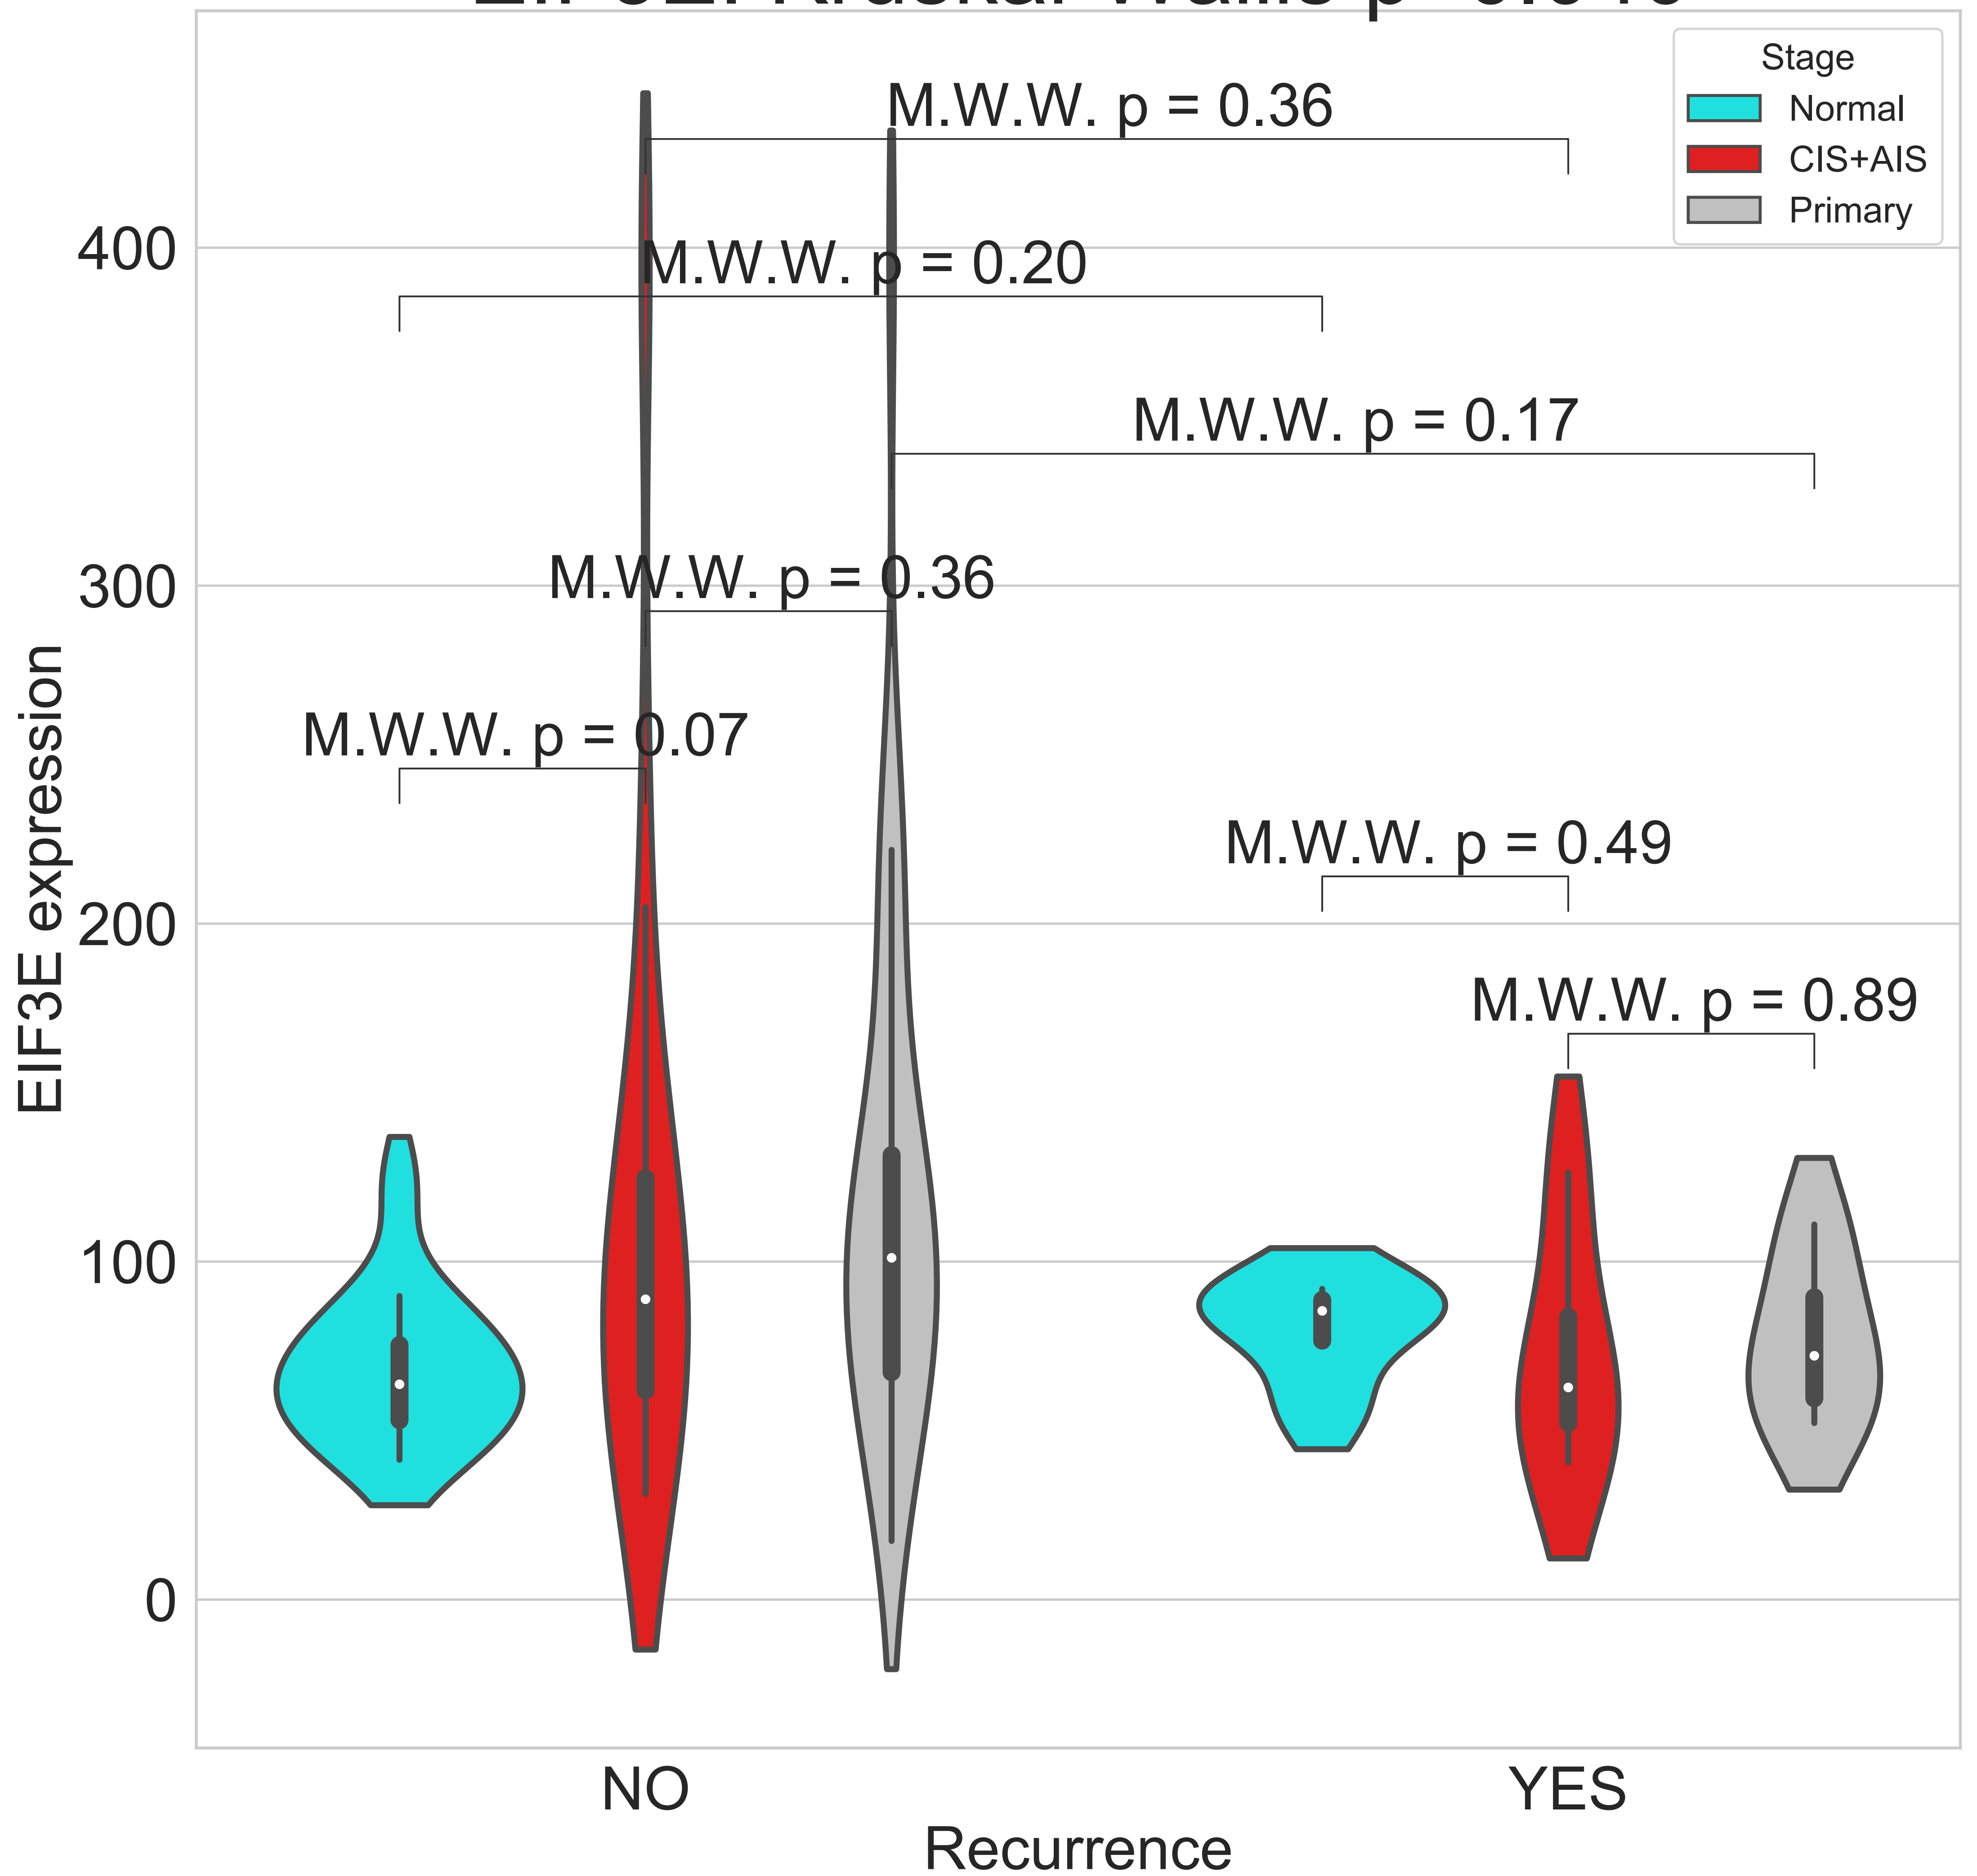 Stage
Normal
CIS+AIS
Primary
M.W.W. p = 0.36
M.W.W. p = 0.20
M.W.W. p = 0.17
M.W.W. p = 0.36
M.W.W. p = 0.07
M.W.W. p = 0.49
M.W.W. p = 0.89
400
300
200
100
0
EIF3E expression
NO
YES
Recurrence